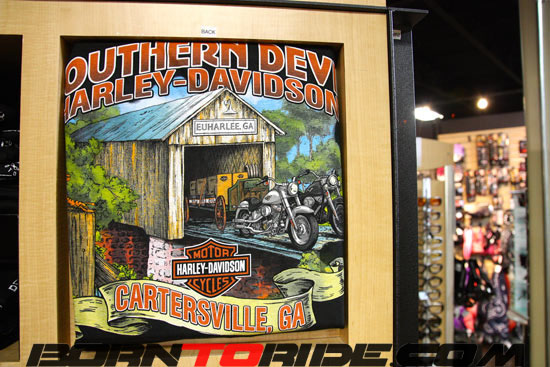 BACK
OUTHERN DEV
HARLEY-DAVIDSON
EUHARLEE, GA
MOTOR
HARLEY-DAVIDSON
CYCLES
CARTERSVILLE, GA
BORNTORIDE.COM